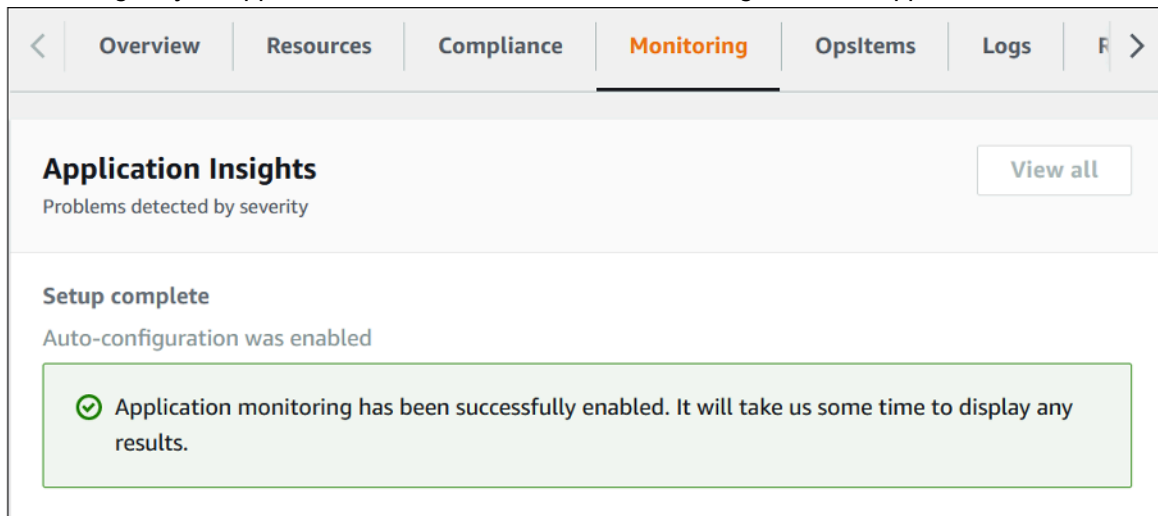 Overview Resources Compliance Monitoring OpsItems Logs
Application Insights View all
Problems detected by severity
Setup complete
Auto-configuration was enabled
Application monitoring has been successfully enabled. It will take us some time to display any
results.